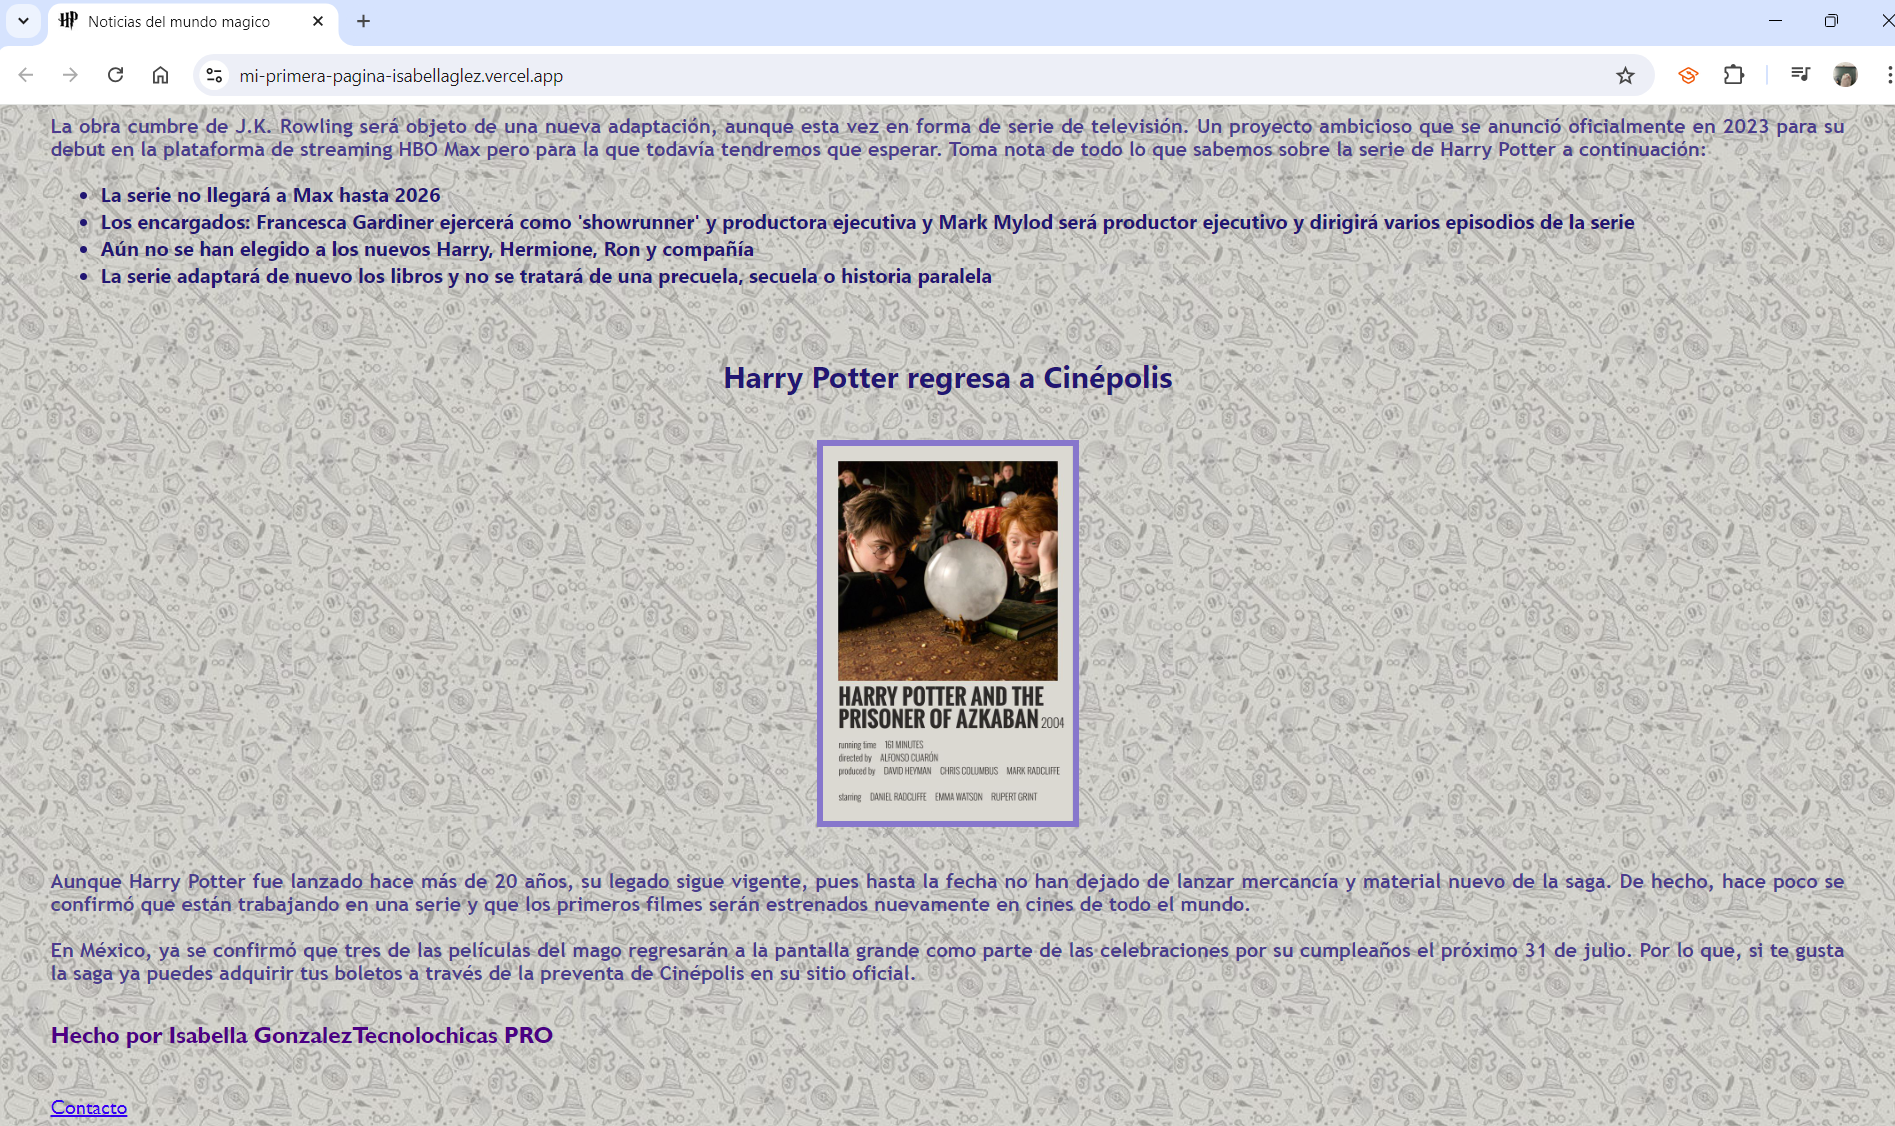 Noticias del mundo magico
mi-primera-pagina-isabellaglez.vercel.app
La obra cumbre de J.K. Rowling será objeto de una nueva adaptación, aunque esta vez en forma de serie de televisión. Un proyecto ambicioso que se anunció oficialmente en 2023 para su
debut en la plataforma de streaming HBO Max pero para la que todavía tendremos que esperar. Toma nota de todo lo que sabemos sobre la serie de Harry Potter a continuación:
• La serie no llegará a Max hasta 2026
• Los encargados: Francesca Gardiner ejercerá como 'showrunner' y productora ejecutiva y Mark Mylod será productor ejecutivo y dirigirá varios episodios de la serie
• Aún no se han elegido a los nuevos Harry, Hermione, Ron y compañía
• La serie adaptará de nuevo los libros y no se tratará de una precuela, secuela o historia paralela
Harry Potter regresa a Cinépolis
HARRY POTTER AND THE
PRISONER OF AZKABAN 2004
running time 161 MINUTES
directed by ALFONSO CUARÓN
produced by DAVID HEYMAN CHRIS COLUMBUS MARK RADCLIFFE
starring DANIEL RADCLIFFE EMMA WATSON RUPERT GRINT
Aunque Harry Potter fue lanzado hace más de 20 años, su legado sigue vigente, pues hasta la fecha no han dejado de lanzar mercancía y material nuevo de la saga. De hecho, hace poco se
confirmó que están trabajando en una serie y que los primeros filmes serán estrenados nuevamente en cines de todo el mundo.
En México, ya se confirmó que tres de las películas del mago regresarán a la pantalla grande como parte de las celebraciones por su cumpleaños el próximo 31 de julio. Por lo que, si te gusta
la saga ya puedes adquirir tus boletos a través de la preventa de Cinépolis en su sitio oficial.
Hecho por Isabella GonzalezTecnolochicas PRO
Contacto